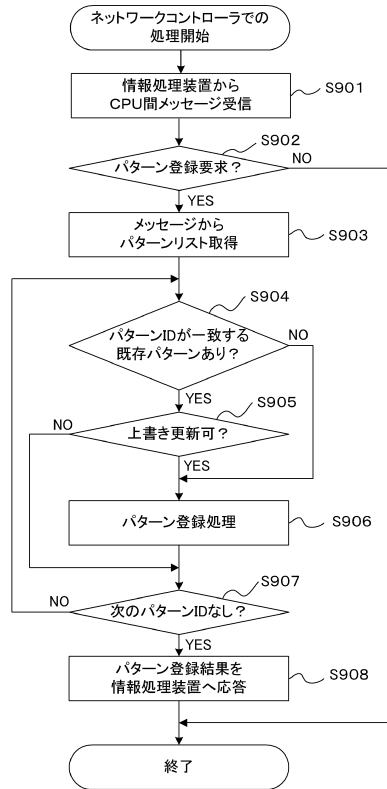 ネットワークコントローラでの
処理開始
情報処理装置から
CPU間メッセージ受信
S901
S902
パターン登録要求？
NO
YES
メッセージから
パターンリスト取得
S903
S904
パターンIDが一致する
既存パターンあり？
NO
YES
S905
NO
上書き更新可？
YES
パターン登録処理
S906
S907
NO
次のパターンIDなし？
YES
パターン登録結果を
情報処理装置へ応答
S908
終了